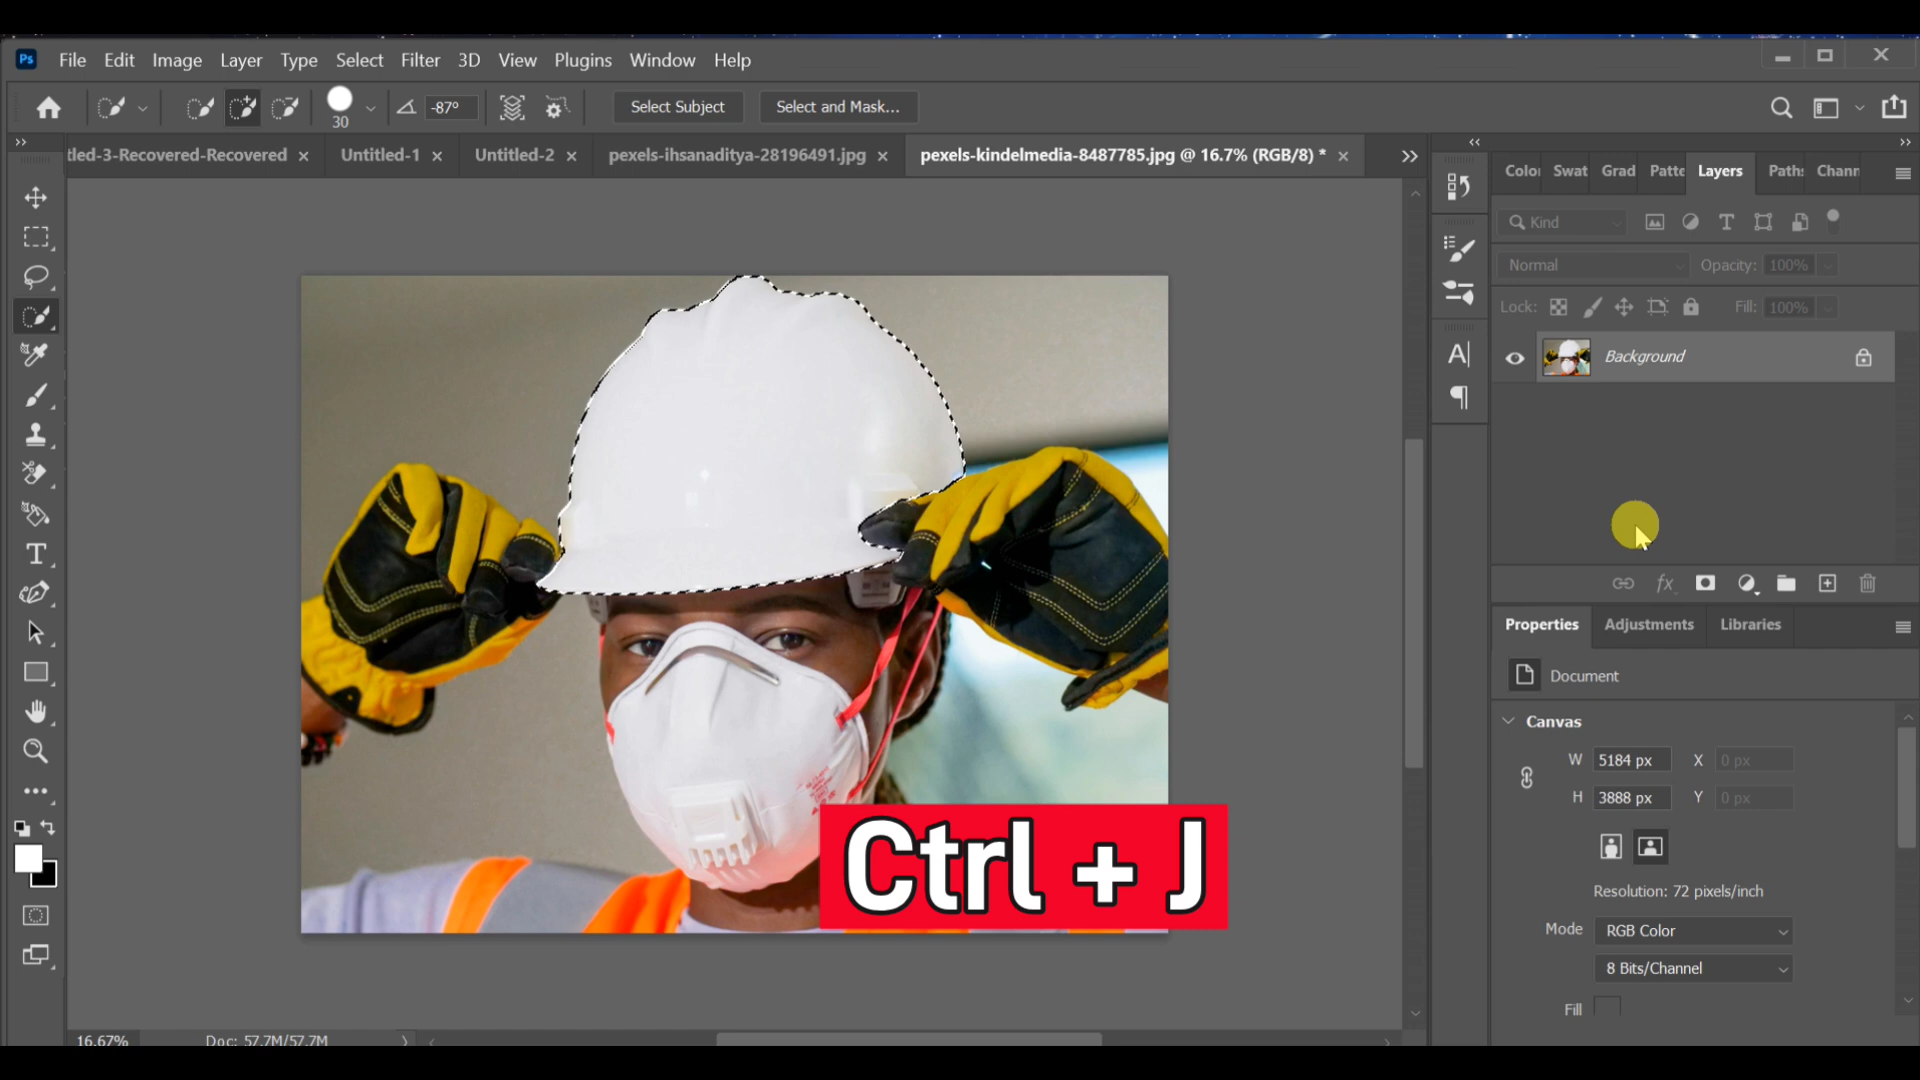 Ps File Edit Image Layer Type Select Filter 3D View Plugins Window Help
30 -87° Select Subject Select and Mask...
tled-3-Recovered-Recovered × Untitled-1 × Untitled-2 × pexels-ihsanaditya-28196491.jpg × pexels-kindelmedia-8487785.jpg @ 16.7% (RGB/8) * ×
Color Swat Grad Patte Layers Paths Chann
Kind
Normal Opacity: 100%
Lock: Fill: 100%
Background
Properties Adjustments Libraries
Document
Canvas
W 5184 px X 0 px
H 3888 px Y 0 px
Resolution: 72 pixels/inch
Mode RGB Color
8 Bits/Channel
Fill
Ctrl + J
16.67% Doc: 57.7M/57.7M